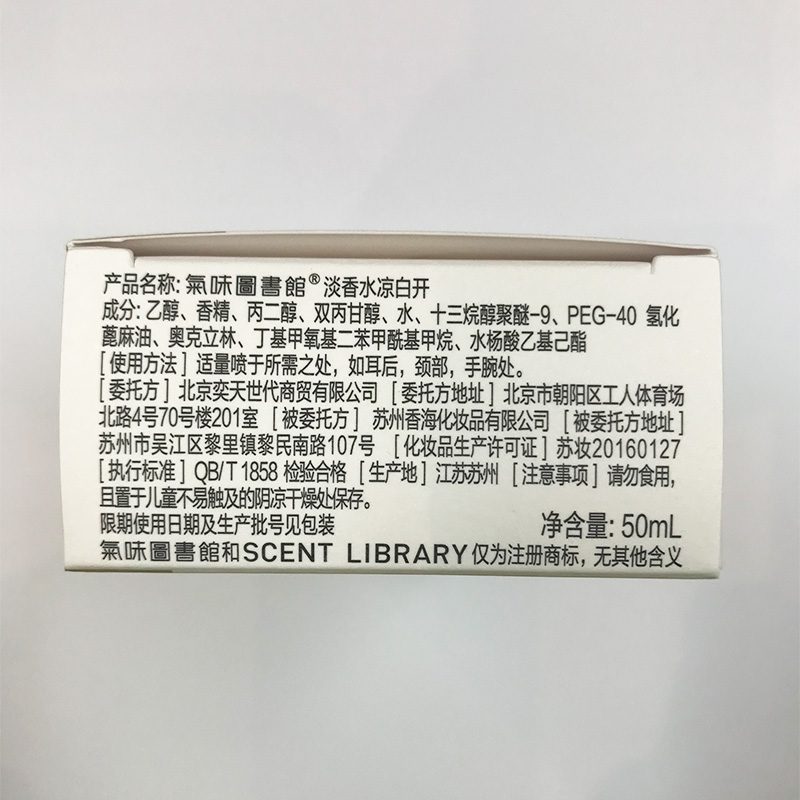 产品名称: 氣味圖書館®淡香水凉白开
成分: 乙醇、香精、丙二醇、双丙甘醇、水、十三烷醇聚醚-9、PEG-40 氢化
蓖麻油、奥克立林、丁基甲氧基二苯甲酰基甲烷、水杨酸乙基己酯
[使用方法] 适量喷于所需之处，如耳后，颈部，手腕处。
[委托方] 北京奕天世代商贸有限公司 [委托方地址] 北京市朝阳区工人体育场
北路4号70号楼201室 [被委托方] 苏州香海化妆品有限公司 [被委托方地址]
苏州市吴江区黎里镇黎民南路107号 [化妆品生产许可证] 苏妆20160127
[执行标准] QB/T 1858 检验合格 [生产地] 江苏苏州 [注意事项] 请勿食用，
且置于儿童不易触及的阴凉干燥处保存。
限期使用日期及生产批号见包装
净含量: 50mL
氣味圖書館和SCENT LIBRARY仅为注册商标，无其他含义